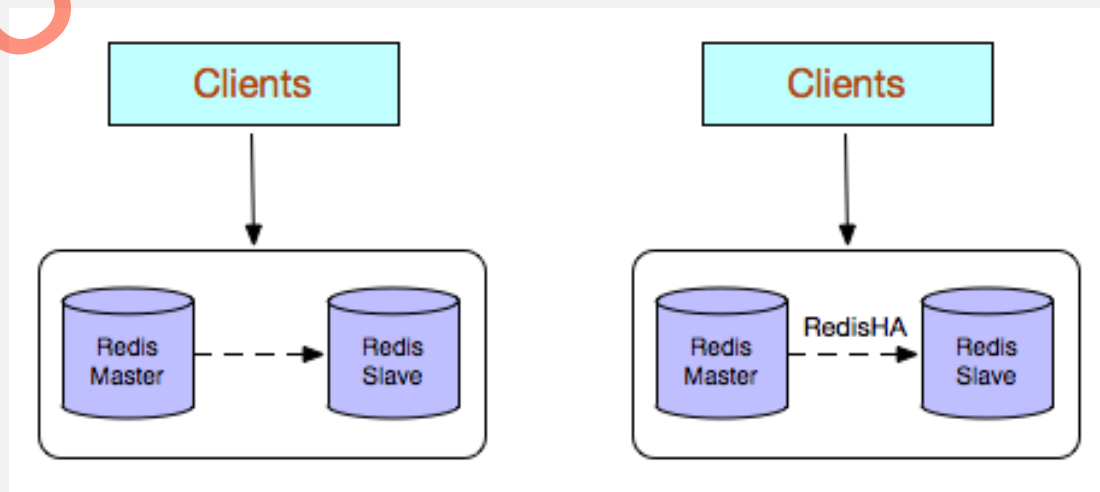 Clients
Redis
Master
Redis
Slave
Clients
RedisHA
Redis
Master
Redis
Slave